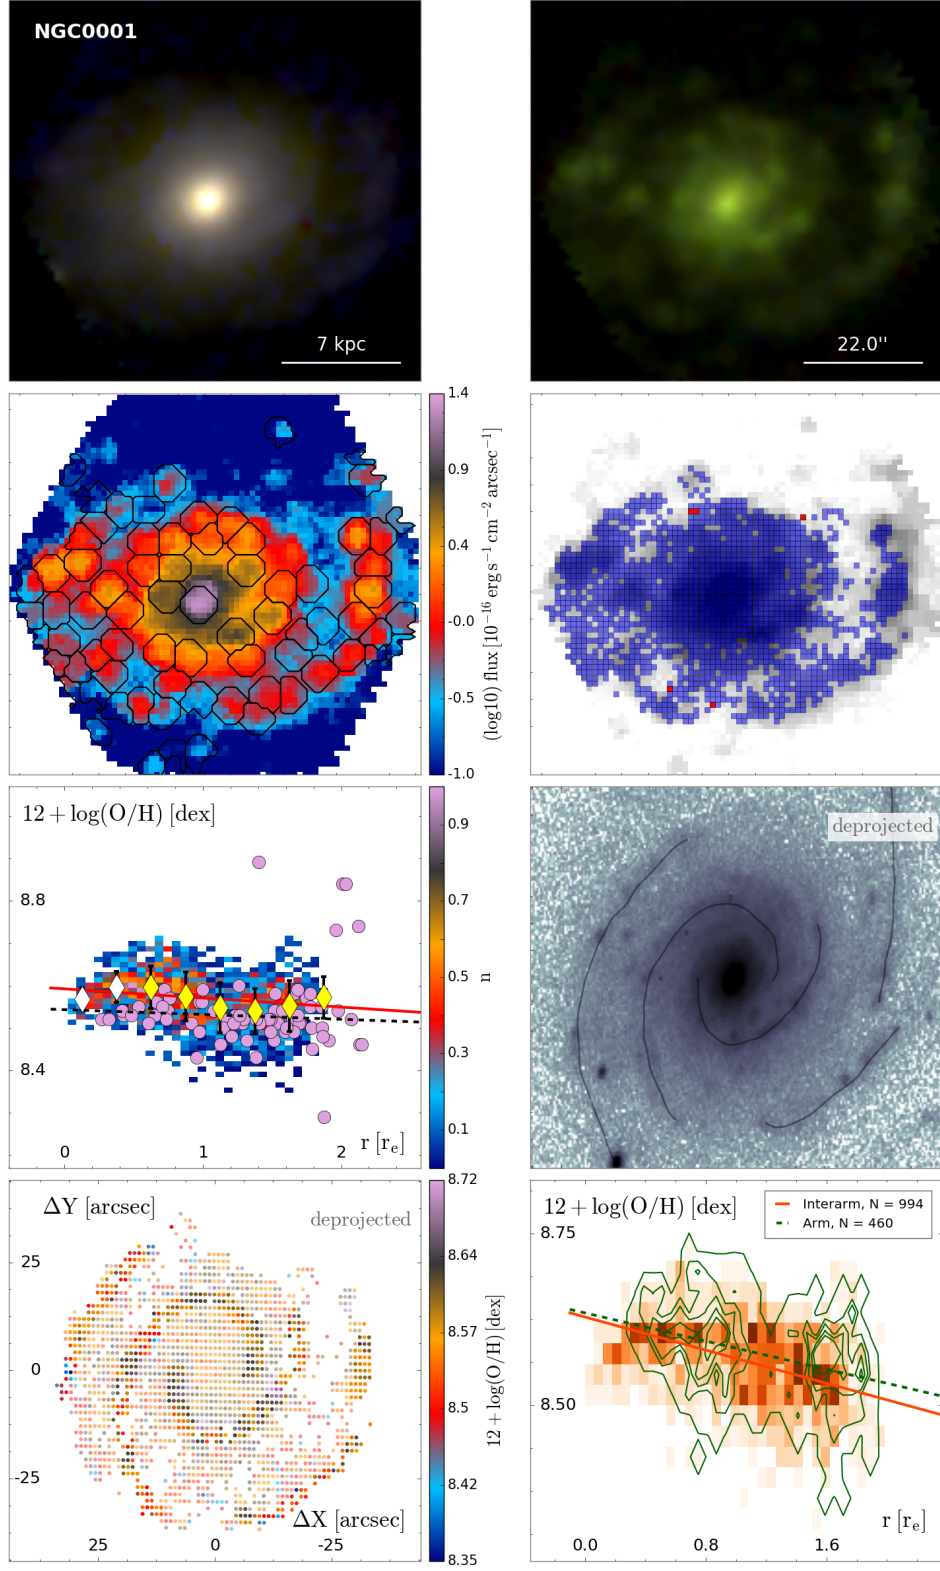 NGC0001
7 kpc
22.0''
1.4
0.9
0.4
-0.0
-0.5
-1.0
(log10) flux [10⁻¹⁶ erg s⁻¹ cm⁻² arcsec⁻¹]
12 + log(O/H) [dex]
8.8
8.4
0 1 2 r [rₑ]
0.9
0.7
0.5
0.3
0.1
n
deprojected
ΔY [arcsec]
deprojected
25
0
-25
ΔX [arcsec]
25 0 -25
8.72
8.64
8.57
8.5
8.42
8.35
12 + log(O/H) [dex]
12 + log(O/H) [dex]
Interarm, N = 994
Arm, N = 460
8.75
8.50
r [rₑ]
0.0 0.8 1.6